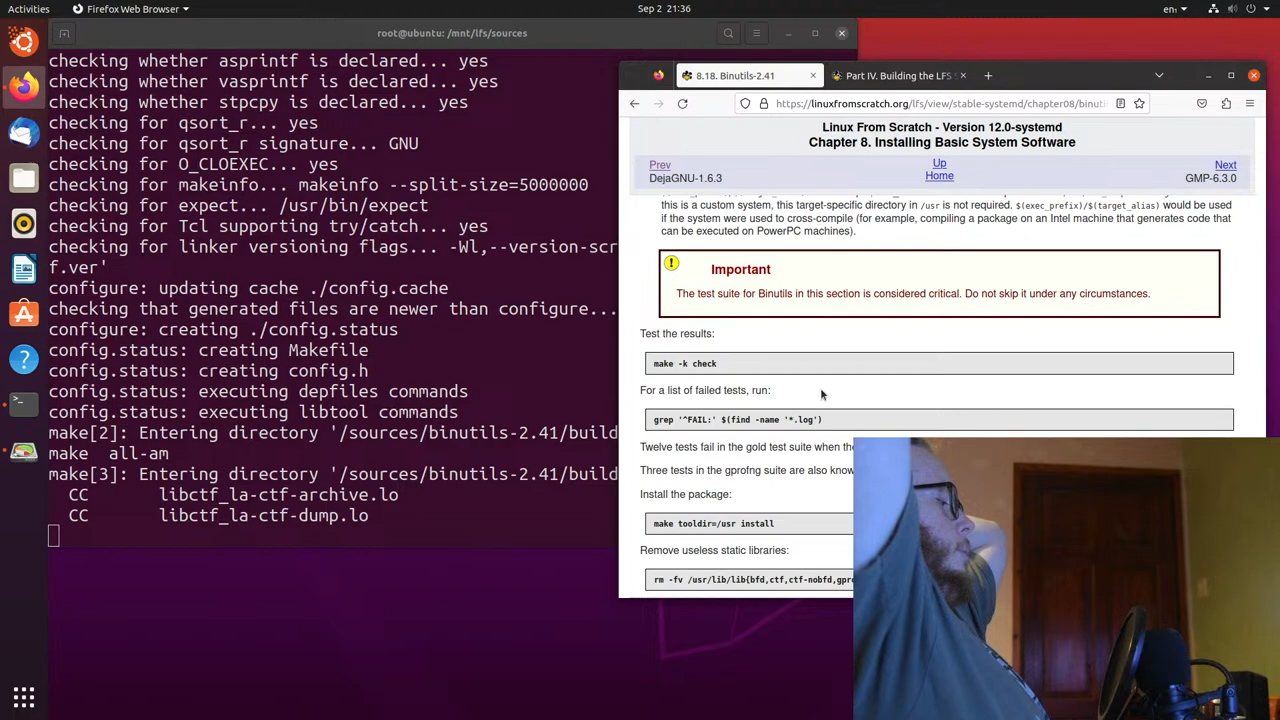 Activities
Firefox Web Browser
Sep 2 21:36
en
root@ubuntu: /mnt/lfs/sources
checking whether asprintf is declared... yes
checking whether vasprintf is declared... yes
checking whether stpcpy is declared... yes
checking for qsort_r... yes
checking for qsort_r signature... GNU
checking for O_CLOEXEC... yes
checking for makeinfo... makeinfo --split-size=5000000
checking for expect... /usr/bin/expect
checking for Tcl supporting try/catch... yes
checking for linker versioning flags... -Wl,--version-scr
f.ver'
configure: updating cache ./config.cache
checking that generated files are newer than configure...
configure: creating ./config.status
config.status: creating Makefile
config.status: creating config.h
config.status: executing depfiles commands
config.status: executing libtool commands
make[2]: Entering directory '/sources/binutils-2.41/build
make  all-am
make[3]: Entering directory '/sources/binutils-2.41/build
CC       libctf_la-ctf-archive.lo
CC       libctf_la-ctf-dump.lo
8.18. Binutils-2.41
Part IV. Building the LFS
https://linuxfromscratch.org/lfs/view/stable-systemd/chapter08/binuti
Linux From Scratch - Version 12.0-systemd
Chapter 8. Installing Basic System Software
Prev
Up
Next
DejaGNU-1.6.3
Home
GMP-6.3.0
this is a custom system, this target-specific directory in /usr is not required. $(exec_prefix)/$(target_alias) would be used
if the system were used to cross-compile (for example, compiling a package on an Intel machine that generates code that
can be executed on PowerPC machines).
Important
The test suite for Binutils in this section is considered critical. Do not skip it under any circumstances.
Test the results:
make -k check
For a list of failed tests, run:
grep '^FAIL:' $(find -name '*.log')
Twelve tests fail in the gold test suite when the
Three tests in the gprofng suite are also know
Install the package:
make tooldir=/usr install
Remove useless static libraries:
rm -fv /usr/lib/lib{bfd,ctf,ctf-nobfd,gpr